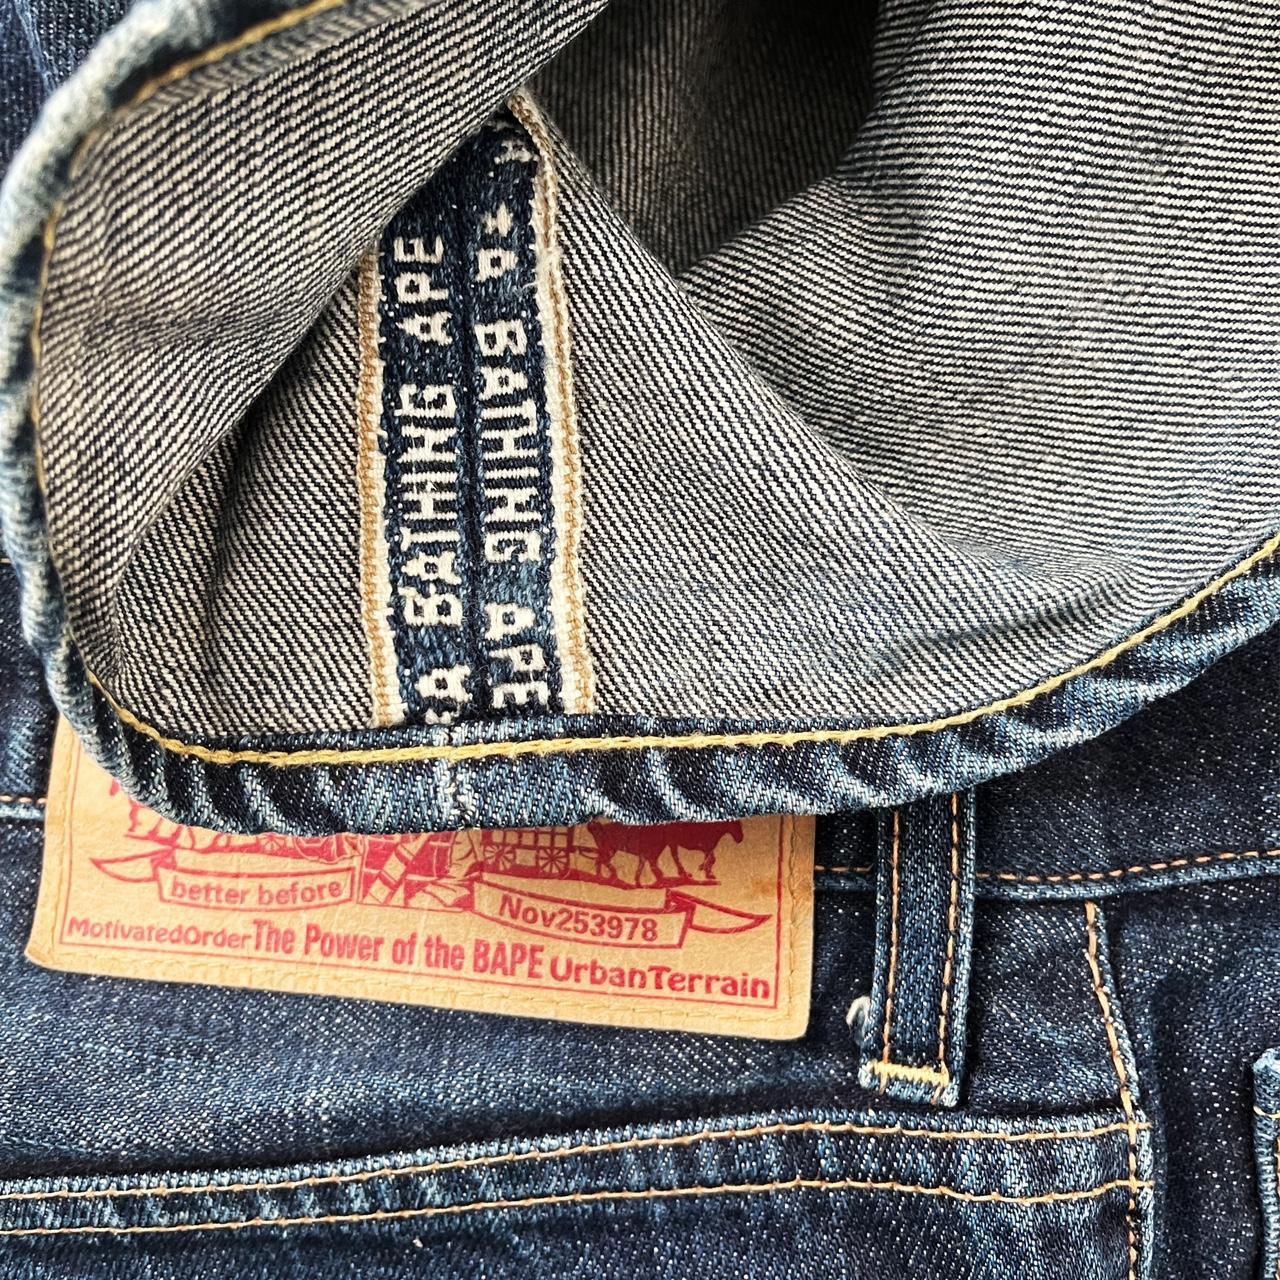 A BATHING APE
A BATHING APE
better before
Nov253978
MotivatedOrder The Power of the BAPE UrbanTerrain